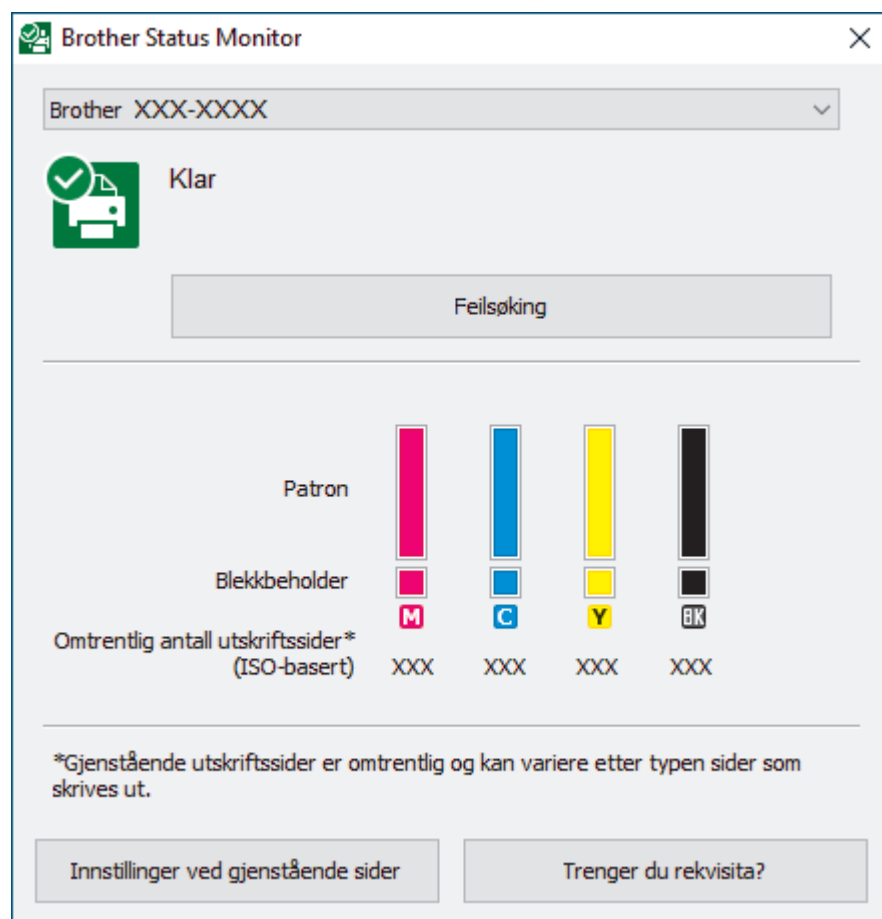 Brother Status Monitor
Brother XXX-XXXX
Klar
Feilsøking
Patron
Blekkbeholder
M C Y BK
Omtrentlig antall utskriftssider*
(ISO-basert) XXX XXX XXX XXX
*Gjenstående utskriftssider er omtrentlig og kan variere etter typen sider som
skrives ut.
Innstillinger ved gjenstående sider
Trenger du rekvisita?